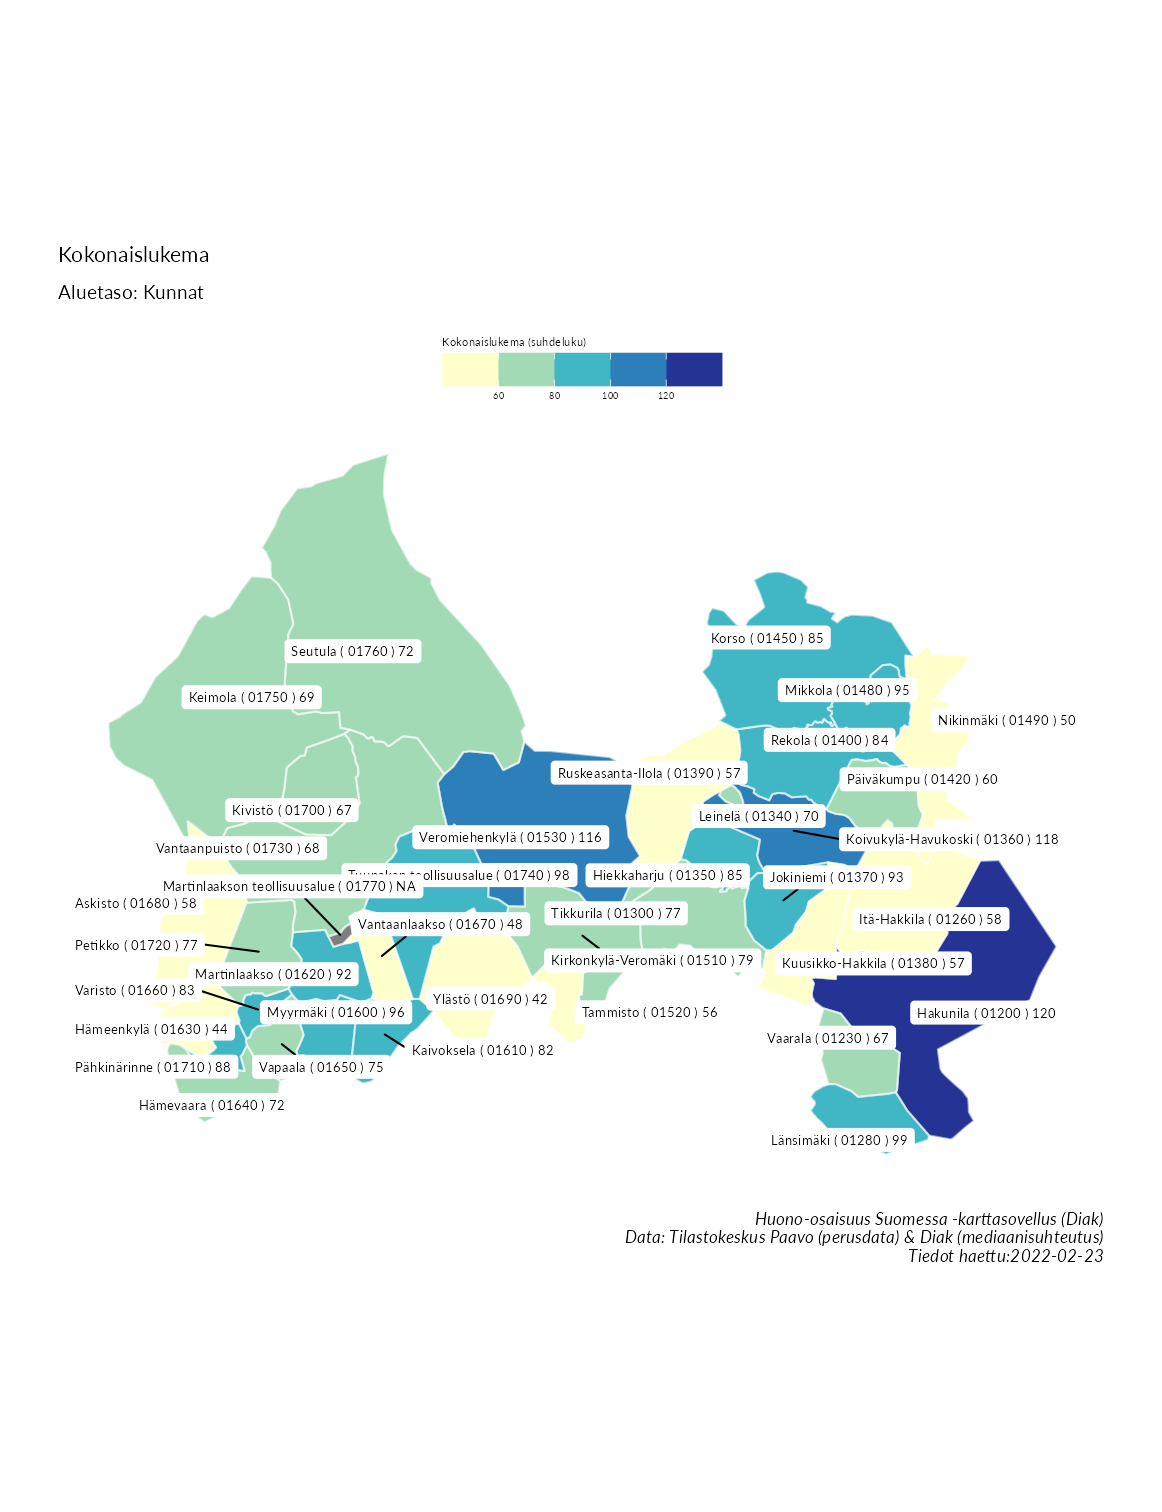 Kokonaislukema
Aluetaso: Kunnat
Kokonaislukema (suhdeluku)
60 80 100 120
Korso ( 01450 ) 85
Seutula ( 01760 ) 72
Mikkola ( 01480 ) 95
Keimola ( 01750 ) 69
Nikinmäki ( 01490 ) 50
Rekola ( 01400 ) 84
Ruskeasanta-Ilola ( 01390 ) 57
Päiväkumpu ( 01420 ) 60
Kivistö ( 01700 ) 67
Leinelä ( 01340 ) 70
Veromiehenkylä ( 01530 ) 116
Koivukylä-Havukoski ( 01360 ) 118
Vantaanpuisto ( 01730 ) 68
teollisuusalue ( 01740 ) 98
Hiekkaharju ( 01350 ) 85
Jokiniemi ( 01370 ) 93
Martinlaakson teollisuusalue ( 01770 ) NA
Askisto ( 01680 ) 58
Tikkurila ( 01300 ) 77
Itä-Hakkila ( 01260 ) 58
Vantaanlaakso ( 01670 ) 48
Petikko ( 01720 ) 77
Kirkonkylä-Veromäki ( 01510 ) 79
Kuusikko-Hakkila ( 01380 ) 57
Martinlaakso ( 01620 ) 92
Varisto ( 01660 ) 83
Ylästö ( 01690 ) 42
Myyrmäki ( 01600 ) 96
Tammisto ( 01520 ) 56
Hakunila ( 01200 ) 120
Hämeenkylä ( 01630 ) 44
Vaarala ( 01230 ) 67
Kaivoksela ( 01610 ) 82
Pähkinärinne ( 01710 ) 88
Vapaala ( 01650 ) 75
Hämevaara ( 01640 ) 72
Länsimäki ( 01280 ) 99
Huono-osaisuus Suomessa -karttasovellus (Diak)
Data: Tilastokeskus Paavo (perusdata) & Diak (mediaanisuhteutus)
Tiedot haettu:2022-02-23